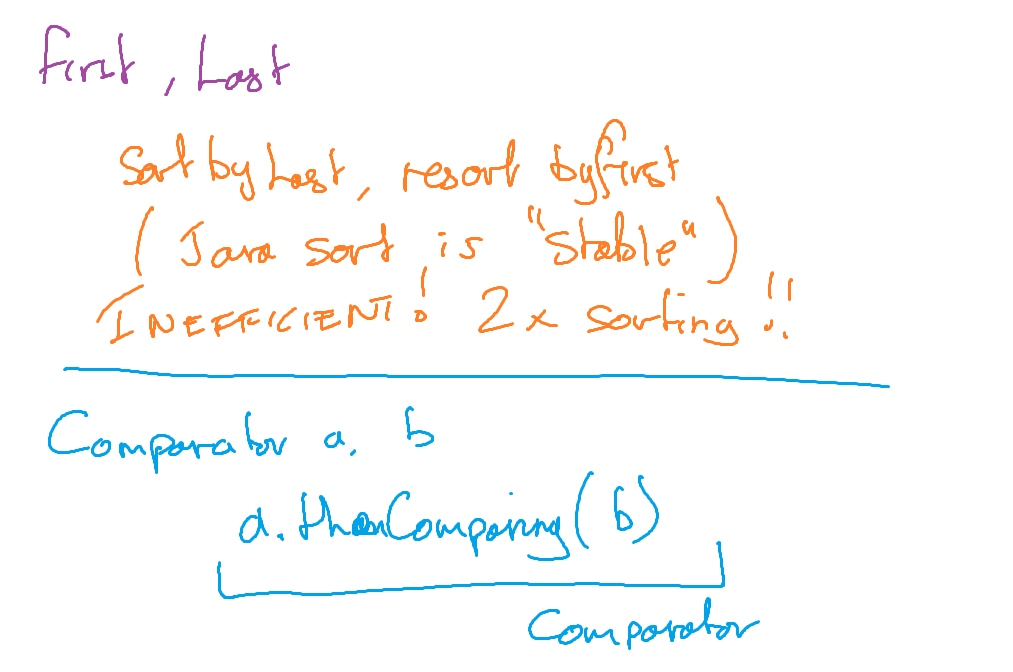 First, Last
Sort by Last, resort by first
(Java sort is "stable")
INEFFICIENT! 2x sorting!!
Comparator a, b
a.thenComparing(b)
Comparator